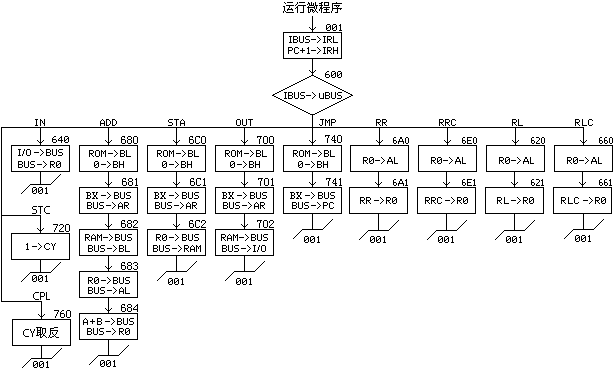 运行微程序
001
IBUS->IRL
PC+1->IRH
600
IBUS->uBUS
IN ADD STA OUT JMP RR RRC RL RLC
640 680 6C0 700 740 6A0 6E0 620 660
I/O->BUS ROM->BL ROM->BL ROM->BL ROM->BL R0->AL R0->AL R0->AL R0->AL
BUS->R0 0->BH 0->BH 0->BH 0->BH
001 681 6C1 701 741 6A1 6E1 621 661
BX->BUS BX->BUS BX->BUS BX->BUS RR->R0 RRC->R0 RL->R0 RLC->R0
BUS->AR BUS->AR BUS->AR BUS->PC
STC 001 001 001 001 001
720 682 6C2 702
1->CY RAM->BUS R0->BUS RAM->BUS
BUS->BL BUS->RAM BUS->I/O
001 683 001 001
R0->BUS
BUS->AL
CPL
760 684
CY取反 A+B->BUS
BUS->R0
001 001